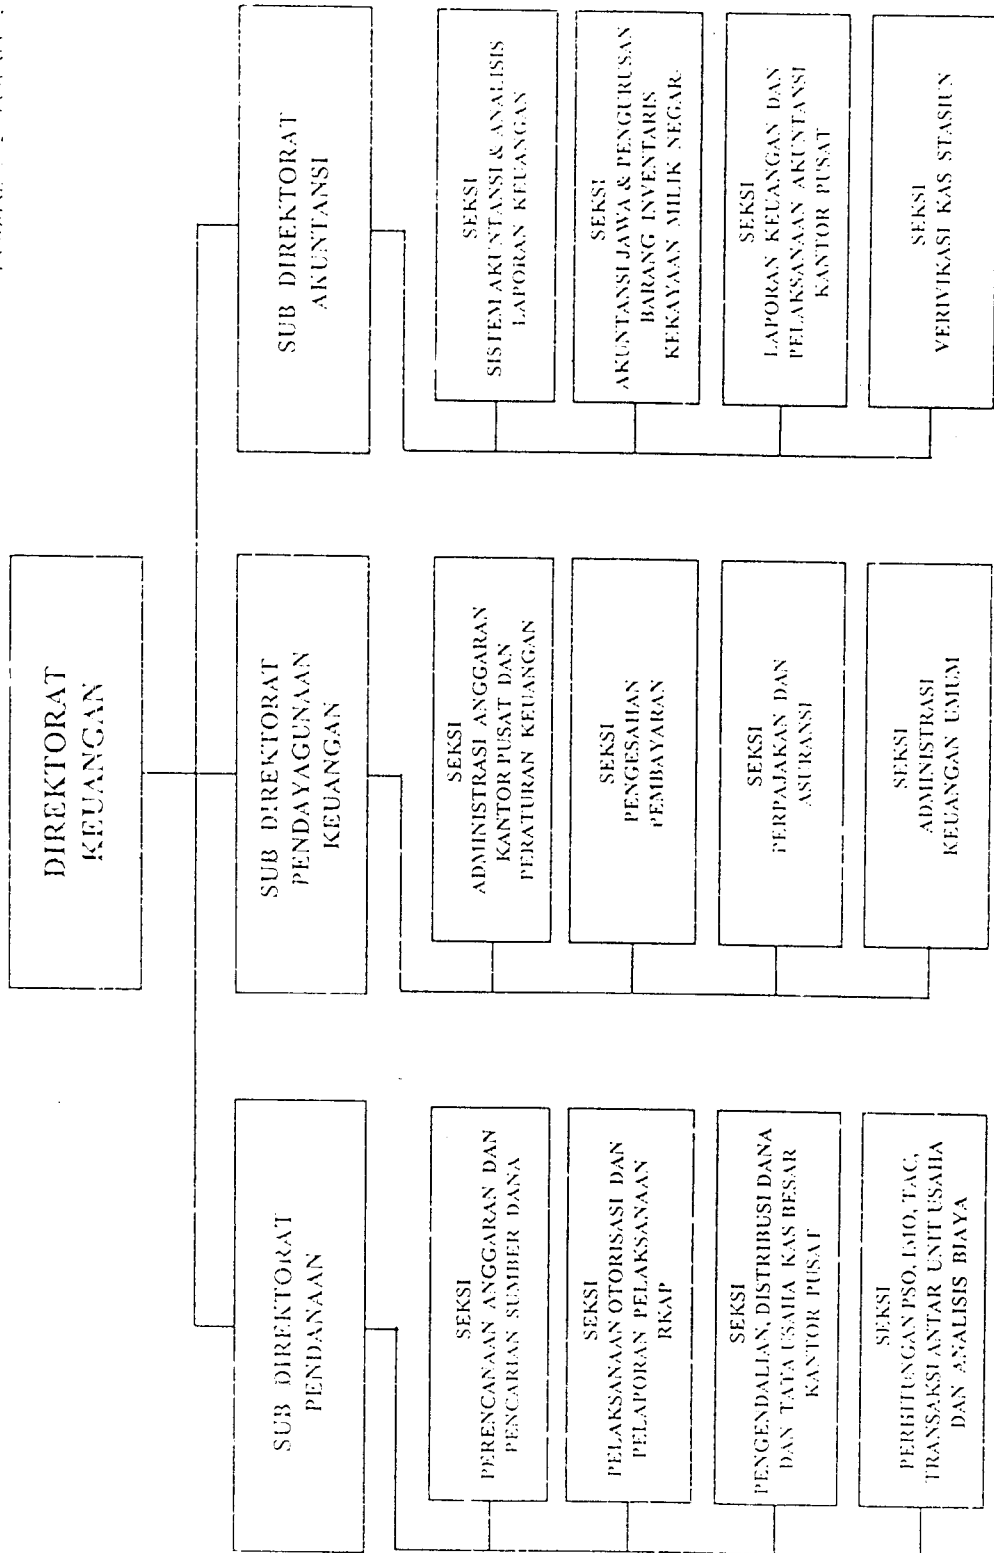 DIREKTORAT
KEUANGAN
SUB DIREKTORAT
PENDANAAN
SEKSI
PERENCANAAN ANGGARAN DAN
PENCARIAN SUMBER DANA
SEKSI
PELAKSANAAN OTORISASI DAN
PELAPORAN PELAKSANAAN
RKAP
SEKSI
PENGENDALIAN, DISTRIBUSI DANA
DAN TATA USAHA KAS BESAR
KANTOR PUSAT
SEKSI
PERHITUNGAN PSO, IMO, TAC,
TRANSAKSI ANTAR UNIT USAHA
DAN ANALISIS BIJAYA
SUB DIREKTORAT
PENDAYAGUNAAN
KEUANGAN
SEKSI
ADMINISTRASI ANGGARAN
KANTOR PUSAT DAN
PERATURAN KEUANGAN
SEKSI
PENGESAHAN
PEMBAYARAN
SEKSI
PERPAJAKAN DAN
ASURANSI
SEKSI
ADMINISTRASI
KEUANGAN UMUM
SUB DIREKTORAT
AKUNTANSI
SEKSI
SISTEM AKUNTANSI & ANALISIS
LAPORAN KEUANGAN
SEKSI
AKUNTANSI JAWA & PENGURUSAN
BARANG INVENTARIS
KEKAYAAN MILIK NEGAR.
SEKSI
LAPORAN KEUANGAN DAN
PELAKSANAAN AKUNTANSI
KANTOR PUSAT
SEKSI
VERIVIKASI KAS STASIUN